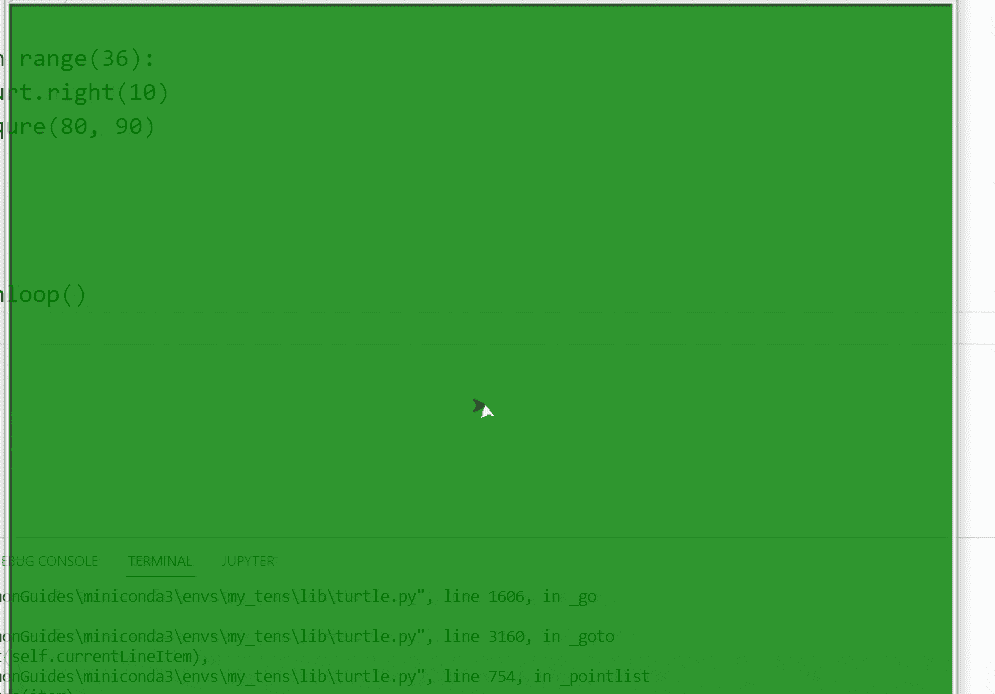 range(36):
rt.right(10)
qure(80, 90)
nloop()
EBUG CONSOLE TERMINAL JUPYTER
onGuides\miniconda3\envs\my_tens\lib\turtle.py", line 1606, in _go
onGuides\miniconda3\envs\my_tens\lib\turtle.py", line 3160, in _goto
t(self.currentLineItem),
onGuides\miniconda3\envs\my_tens\lib\turtle.py", line 754, in _pointlist